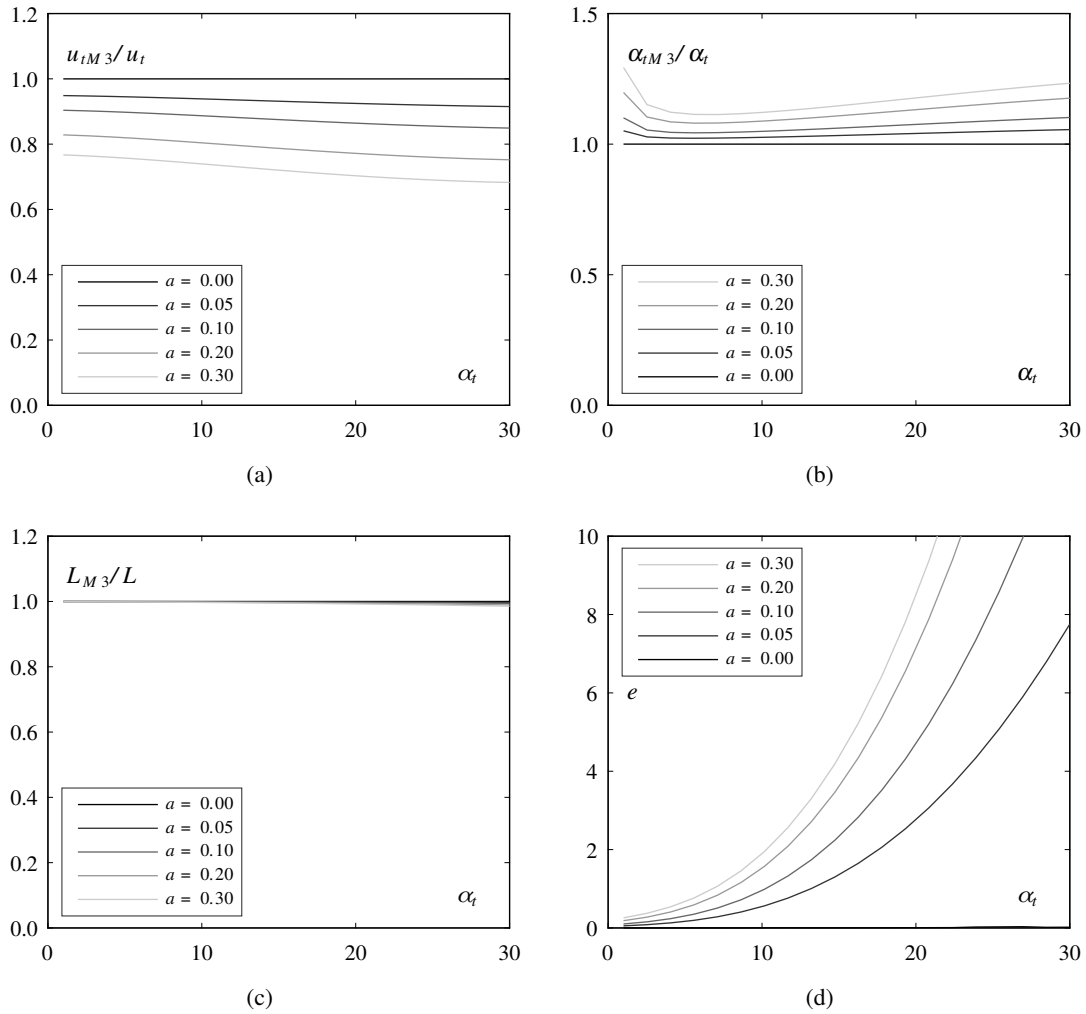 1.2
u_{tM 3}/u_t
1.0
0.8
0.6
0.4
a = 0.00
a = 0.05
a = 0.10
0.2
a = 0.20
a = 0.30
α_t
0.0
0 10 20 30
(a)
1.5
α_{tM 3}/α_t
1.0
0.5
a = 0.30
a = 0.20
a = 0.10
a = 0.05
a = 0.00
α_t
0.0
0 10 20 30
(b)
1.2
L_{M 3}/L
1.0
0.8
0.6
0.4
a = 0.00
a = 0.05
a = 0.10
0.2
a = 0.20
a = 0.30
α_t
0.0
0 10 20 30
(c)
10
a = 0.30
a = 0.20
a = 0.10
8
a = 0.05
a = 0.00
6
e
4
2
α_t
0
0 10 20 30
(d)